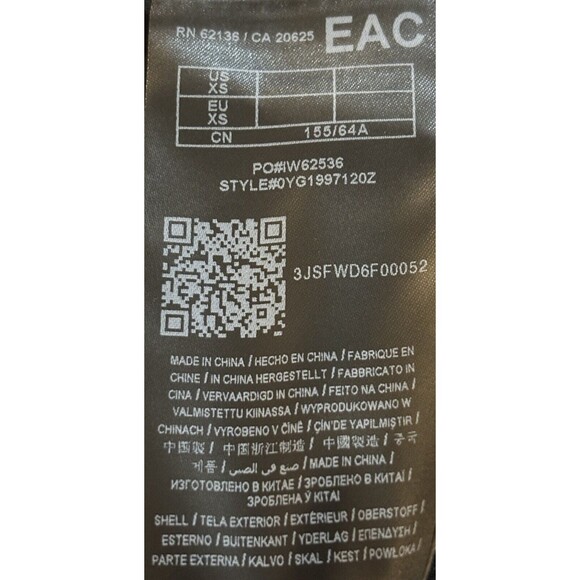 RN 62136 / CA 20625 EAC
US
XS
EU
XS
CN 155/64A
PO#IW62536
STYLE#0YG1997120Z
3JSFWD6F00052
MADE IN CHINA / HECHO EN CHINA / FABRIQUE EN
CHINE / IN CHINA HERGESTELLT / FABBRICATO IN
CINA / VERVAARDIGD IN CHINA / FEITO NA CHINA /
VALMISTETTU KIINASSA / WYPRODUKOWANO W
CHINACH / VYROBENO V ČÍNĚ / ÇİN'DE YAPILMIŞTIR /
中国製 / 中国浙江制造 / 中國製造 / 중국
제품 / صنع في الصين / MADE IN CHINA /
ИЗГОТОВЛЕНО В КИТАЕ / ЗРОБЛЕНО В КИТАЇ /
ЗРОБЛЕНА Ў KITAI
SHELL / TELA EXTERIOR / EXTÉRIEUR / OBERSTOFF /
ESTERNO / BUITENKANT / YDERLAG / ΕΠΕΝΔΥΣΗ /
PARTE EXTERNA / KALVO / SKAL / KEST / POWŁOKA /